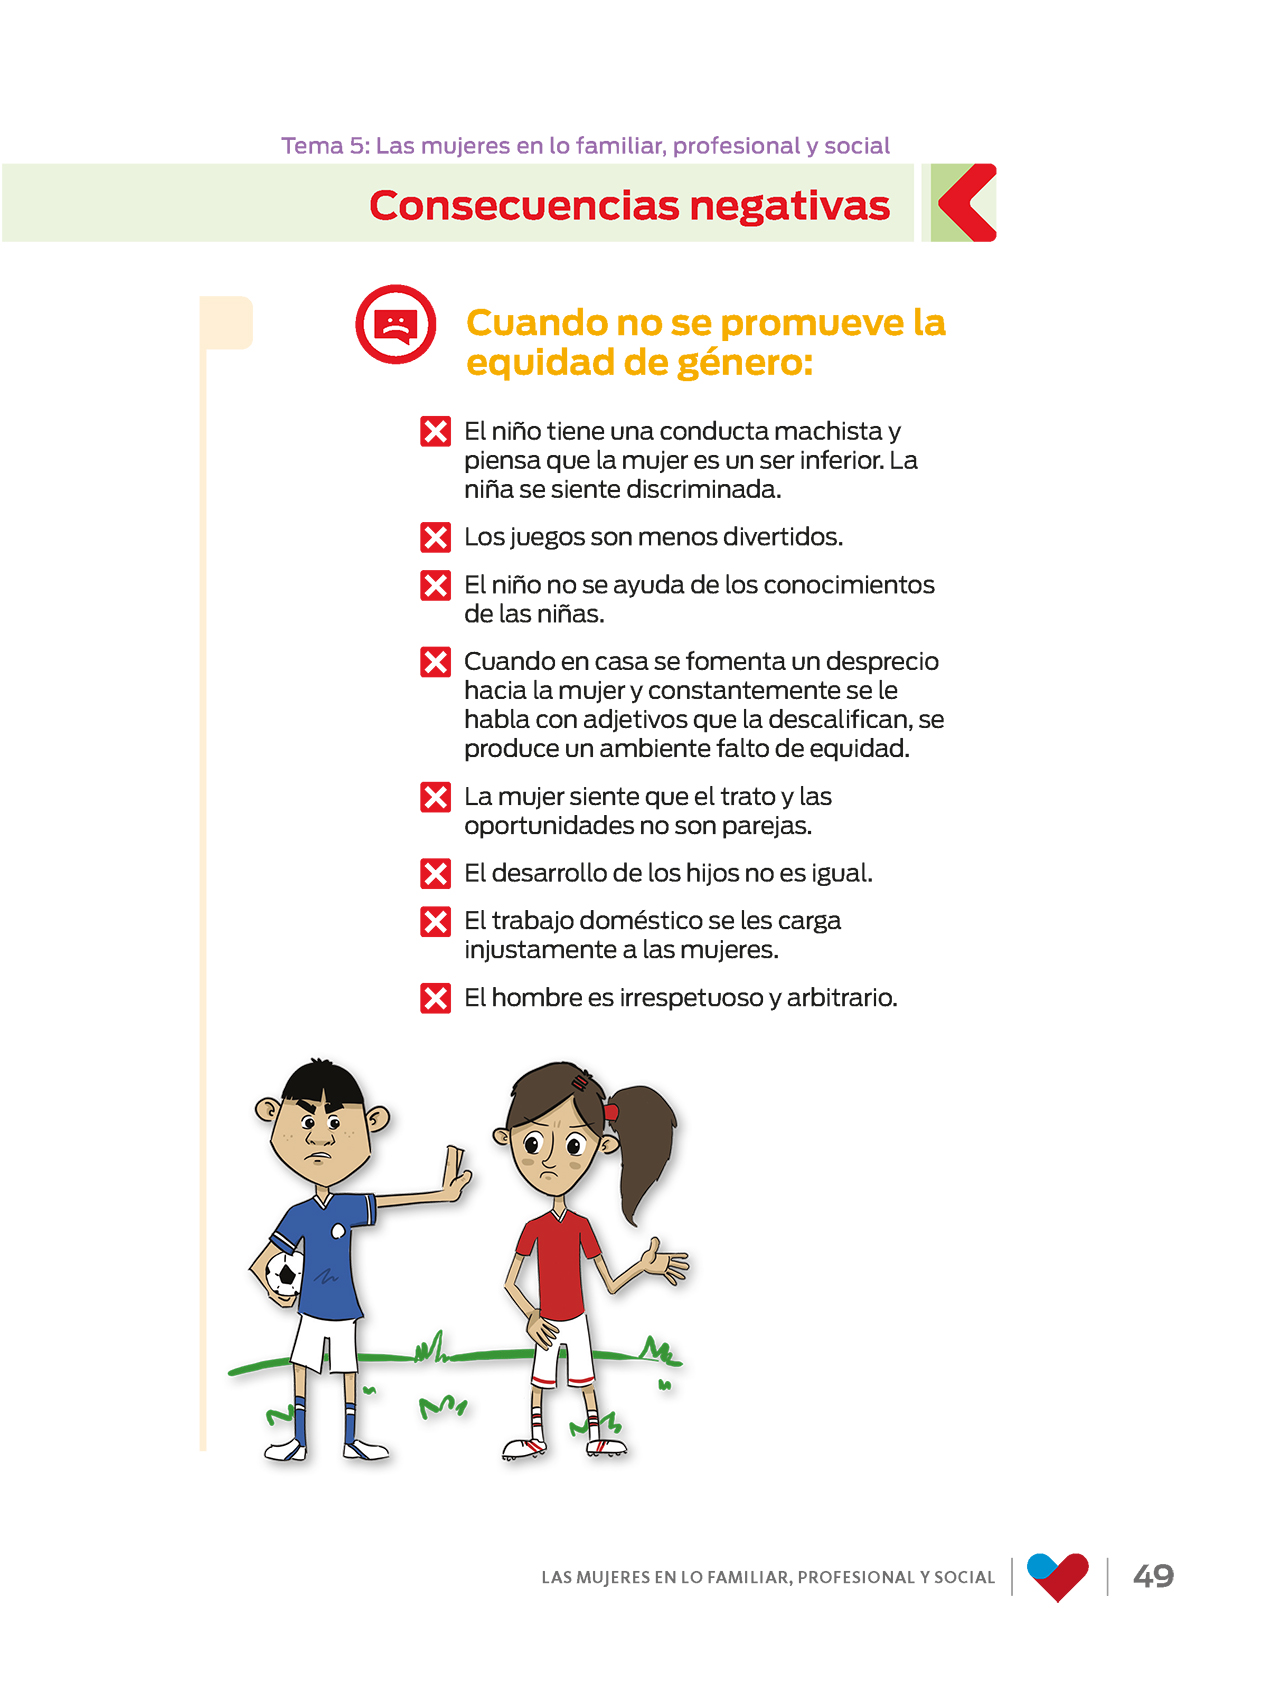 Tema 5: Las mujeres en lo familiar, profesional y social
Consecuencias negativas
Cuando no se promueve la
equidad de género:
El niño tiene una conducta machista y
piensa que la mujer es un ser inferior. La
niña se siente discriminada.
Los juegos son menos divertidos.
El niño no se ayuda de los conocimientos
de las niñas.
Cuando en casa se fomenta un desprecio
hacia la mujer y constantemente se le
habla con adjetivos que la descalifican, se
produce un ambiente falto de equidad.
La mujer siente que el trato y las
oportunidades no son parejas.
El desarrollo de los hijos no es igual.
El trabajo doméstico se les carga
injustamente a las mujeres.
El hombre es irrespetuoso y arbitrario.
LAS MUJERES EN LO FAMILIAR, PROFESIONAL Y SOCIAL
49